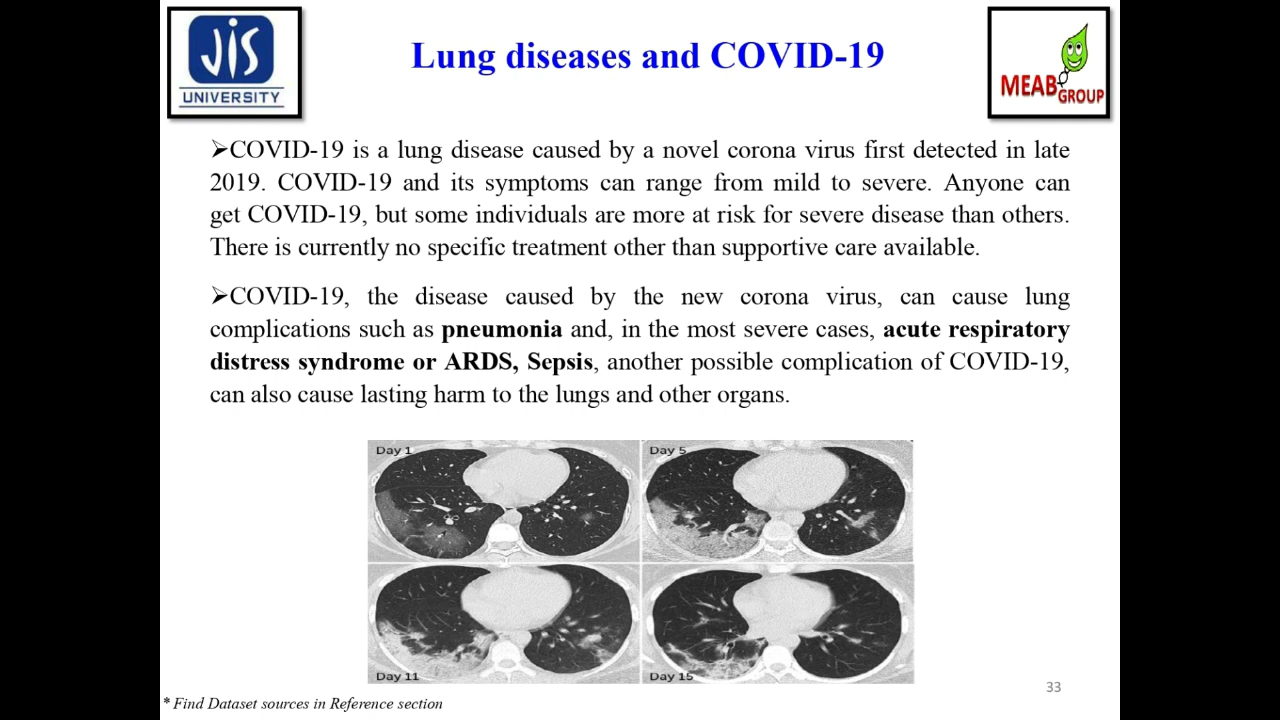 JIS
UNIVERSITY
Lung diseases and COVID-19
MEAB
GROUP
➢COVID-19 is a lung disease caused by a novel corona virus first detected in late
2019. COVID-19 and its symptoms can range from mild to severe. Anyone can
get COVID-19, but some individuals are more at risk for severe disease than others.
There is currently no specific treatment other than supportive care available.
➢COVID-19, the disease caused by the new corona virus, can cause lung
complications such as pneumonia and, in the most severe cases, acute respiratory
distress syndrome or ARDS, Sepsis, another possible complication of COVID-19,
can also cause lasting harm to the lungs and other organs.
Day 1
Day 5
Day 11
Day 15
33
* Find Dataset sources in Reference section